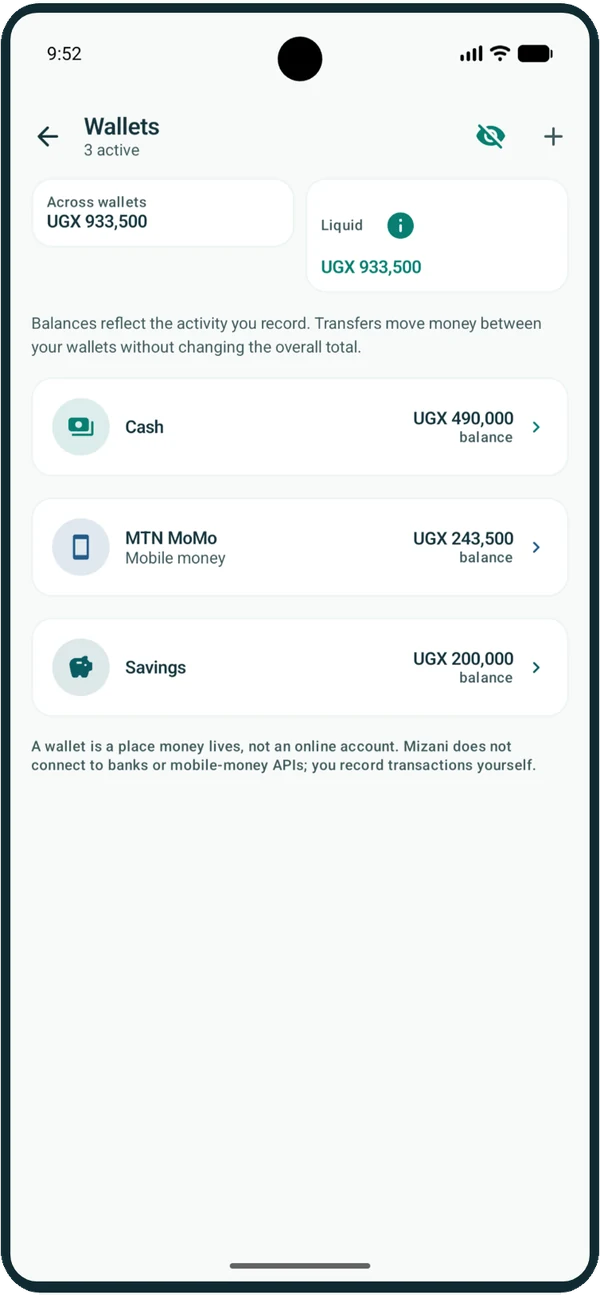 9:52
Wallets
3 active
Across wallets
UGX 933,500
Liquid
UGX 933,500
Balances reflect the activity you record. Transfers move money between
your wallets without changing the overall total.
Cash
UGX 490,000
balance
MTN MoMo
Mobile money
UGX 243,500
balance
Savings
UGX 200,000
balance
A wallet is a place money lives, not an online account. Mizani does not
connect to banks or mobile-money APIs; you record transactions yourself.